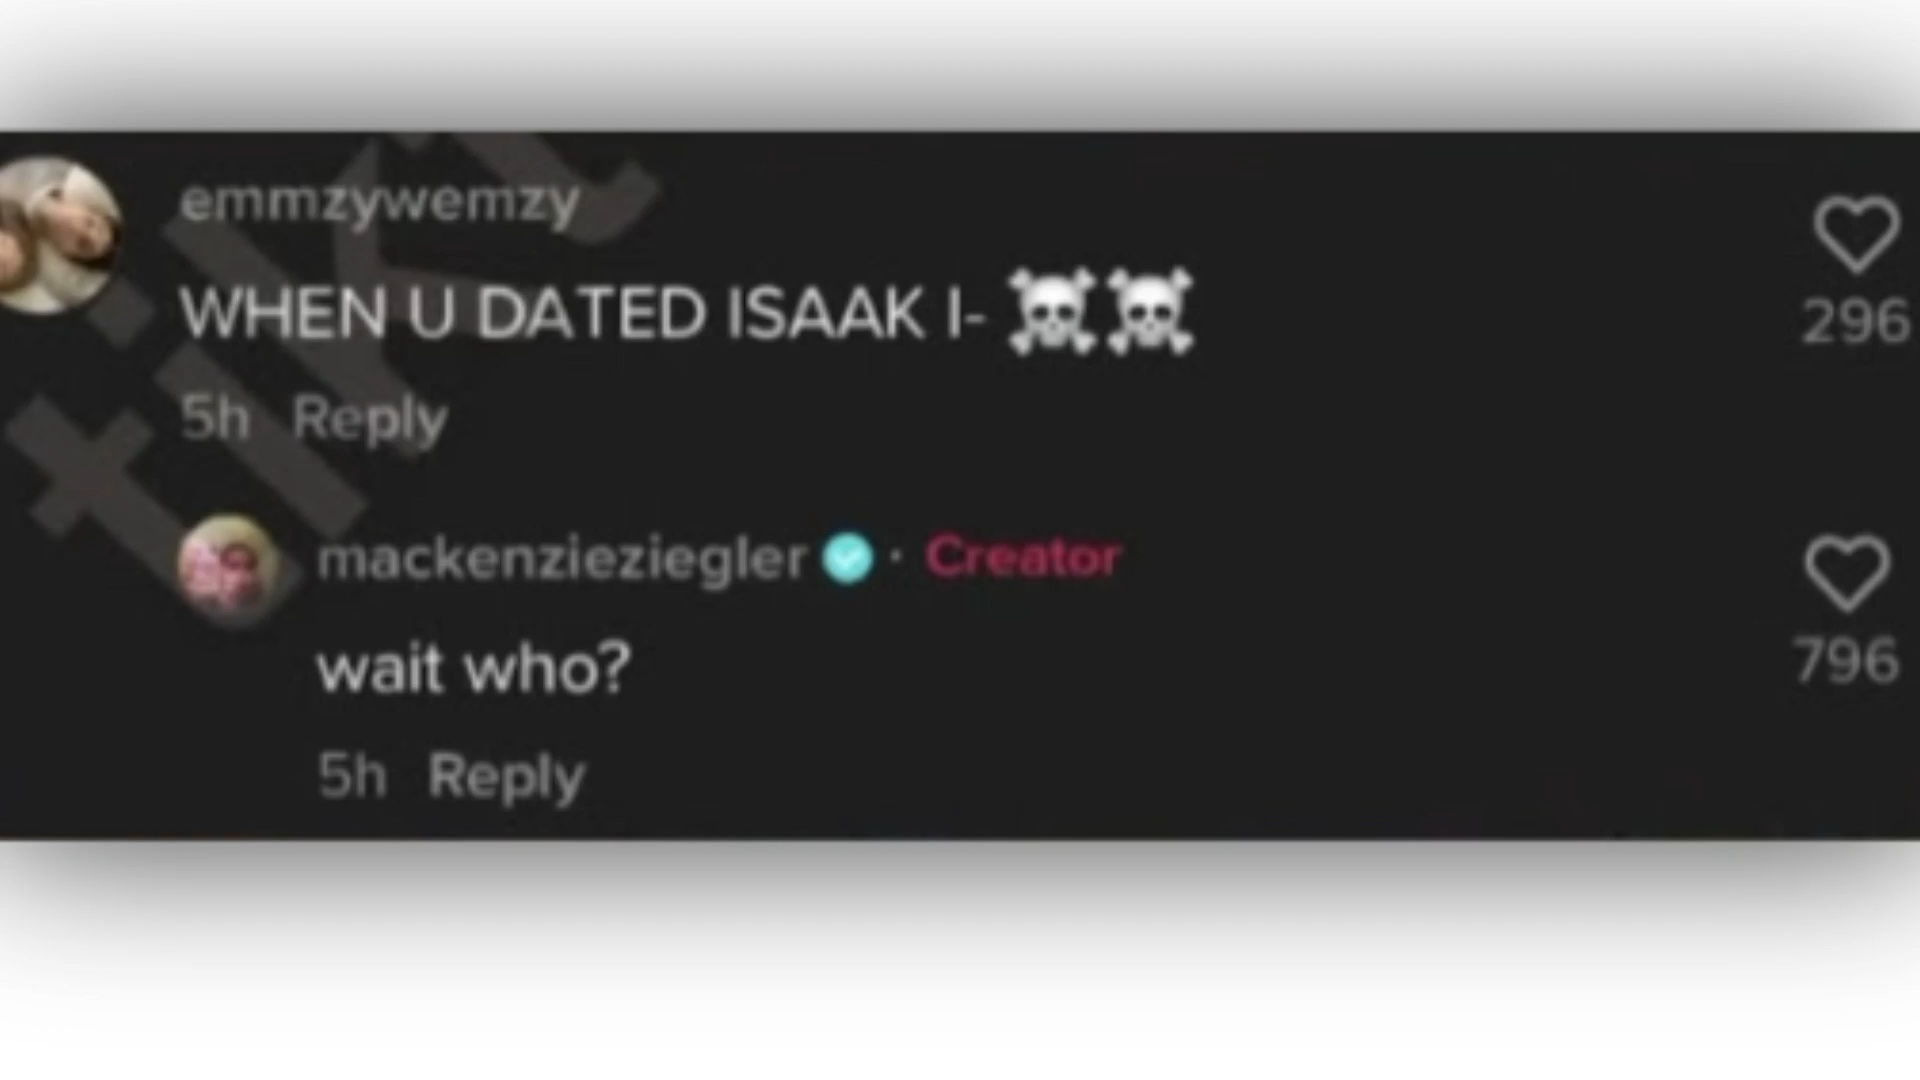 emmzywemzy
WHEN U DATED ISAAK I- ☠️☠️
296
5h Reply
mackenzieziegler · Creator
wait who?
796
5h Reply